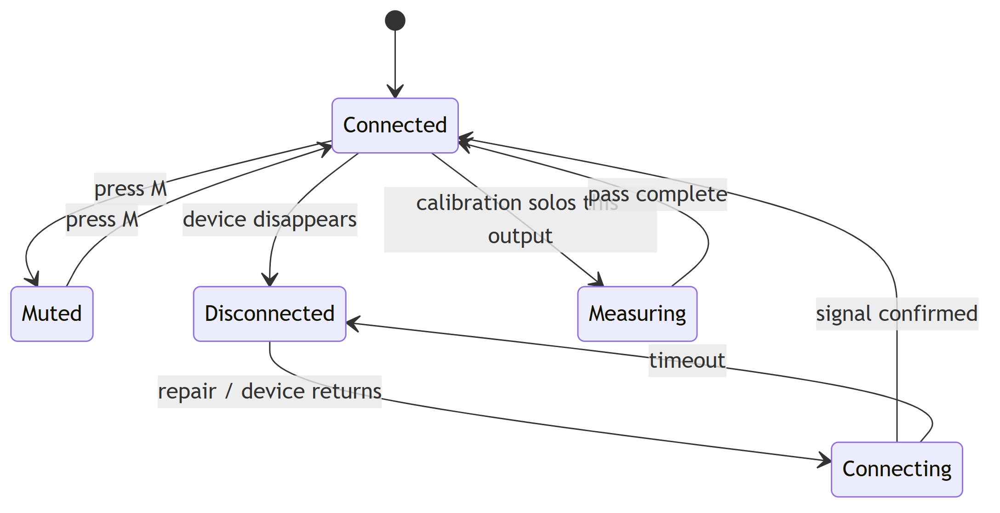 Connected
press M
press M
device disappears
calibration solos this
output
pass complete
Muted
Disconnected
Measuring
signal confirmed
timeout
repair / device returns
Connecting